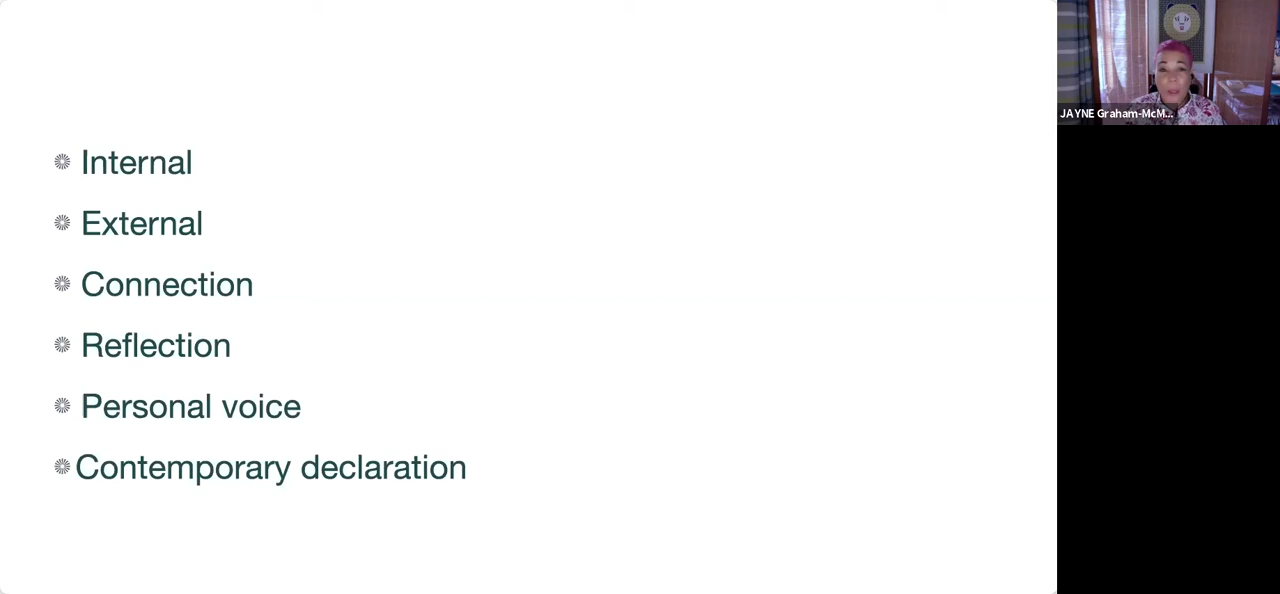 Internal
External
Connection
Reflection
Personal voice
Contemporary declaration
JAYNE Graham-McM...